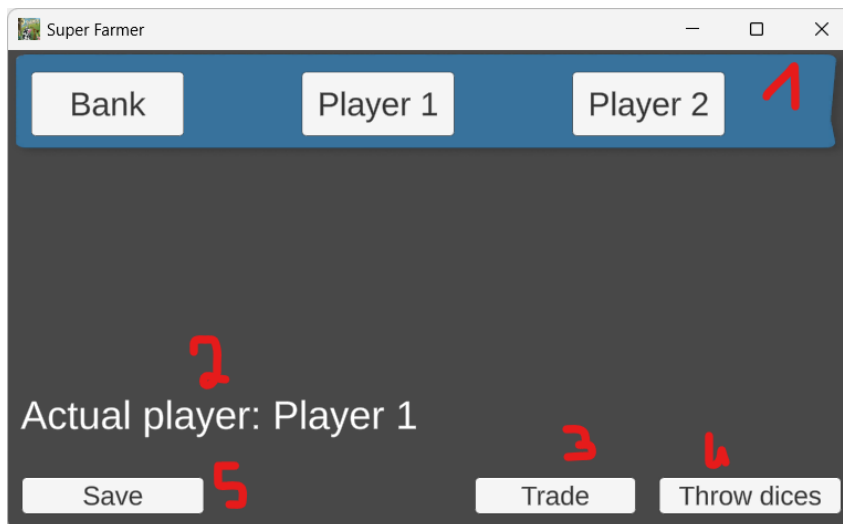 Super Farmer
1
Bank Player 1 Player 2
2
Actual player: Player 1
3 4
Save 5 Trade Throw dices